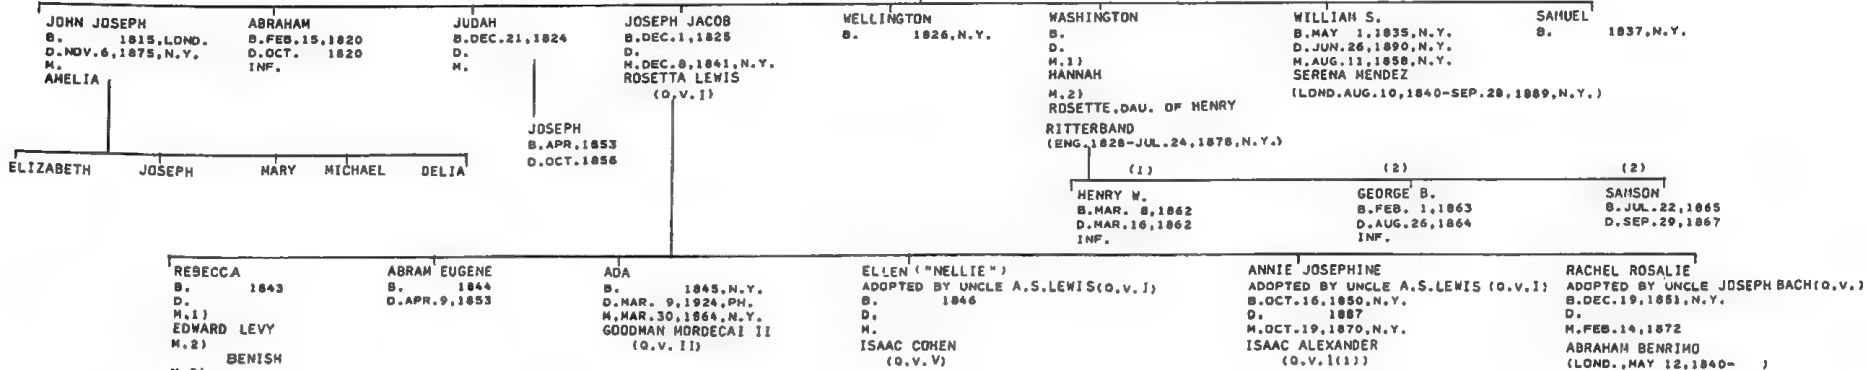 JOHN JOSEPH
B. 1815,LOND.
D.NOV.6,1875,N.Y.
M.
AMELIA
ABRAHAM
B.FEB.15,1820
D.OCT. 1820
INF.
JUDAH
B.DEC.21,1824
D.
M.
JOSEPH JACOB
B.DEC.1,1825
D.
M.DEC.8,1841,N.Y.
ROSETTA LEWIS
(Q.V.I)
WELLINGTON
B. 1826,N.Y.
WASHINGTON
B.
D.
M.1)
HANNAH
M.2)
ROSETTE,DAU. OF HENRY
RITTERBAND
(ENG.1828-JUL.24,1878,N.Y.)
WILLIAM S.
B.MAY 1,1835,N.Y.
D.JUN.26,1890,N.Y.
M.AUG.11,1858,N.Y.
SERENA MENDEZ
(LOND.AUG.10,1840-SEP.28,1889,N.Y.)
SAMUEL
B. 1837,N.Y.
ELIZABETH
JOSEPH
MARY
MICHAEL
DELIA
JOSEPH
B.APR.1853
D.OCT.1856
(1)
HENRY W.
B.MAR. 8,1862
D.MAR.16,1862
INF.
(2)
GEORGE B.
B.FEB. 1,1863
D.AUG.26,1864
INF.
(2)
SAMSON
B.JUL.22,1865
D.SEP.29,1867
REBECCA
B. 1843
D.
M.1)
EDWARD LEVY
M.2)
BENISH
ABRAM EUGENE
B. 1844
D.APR.9,1853
ADA
B. 1845,N.Y.
D.MAR. 9,1924,PH.
M.MAR.30,1864,N.Y.
GOODMAN MORDECAI II
(Q.V.II)
ELLEN ("NELLIE")
ADOPTED BY UNCLE A.S.LEWIS(Q.V.I)
B. 1846
D.
M.
ISAAC COHEN
(Q.V.V)
ANNIE JOSEPHINE
ADOPTED BY UNCLE A.S.LEWIS (Q.V.I)
B.OCT.16,1850,N.Y.
D. 1887
M.OCT.19,1870,N.Y.
ISAAC ALEXANDER
(Q.V.I(1))
RACHEL ROSALIE
ADOPTED BY UNCLE JOSEPH BACH(Q.V.)
B.DEC.19,1851,N.Y.
D.
M.FEB.14,1872
ABRAHAM BENRIMO
(LOND.,MAY 12,1840- )